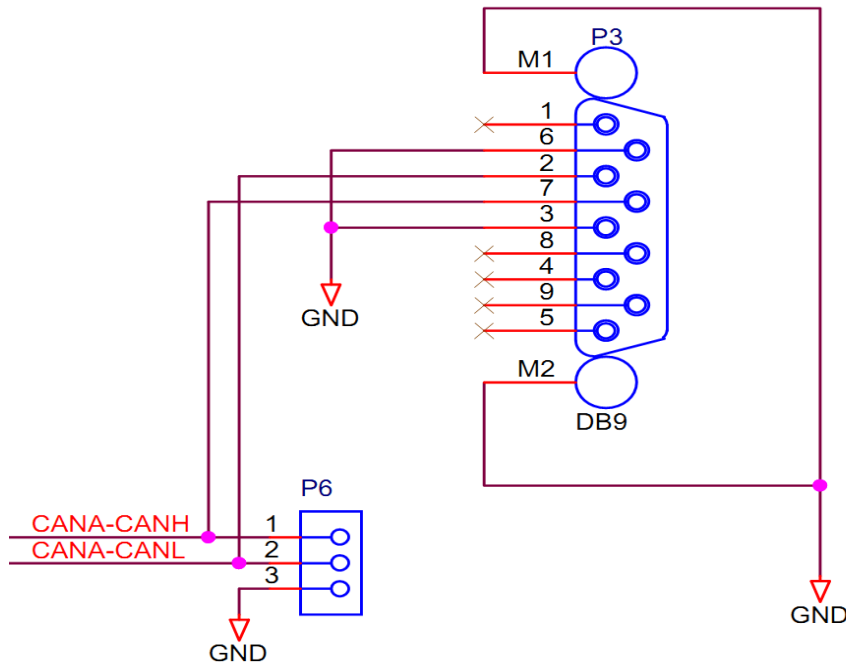 P3
M1
1
6
2
7
3
8
4
9
5
GND
M2
DB9
P6
CANA-CANH 1
CANA-CANL 2
3
GND
GND